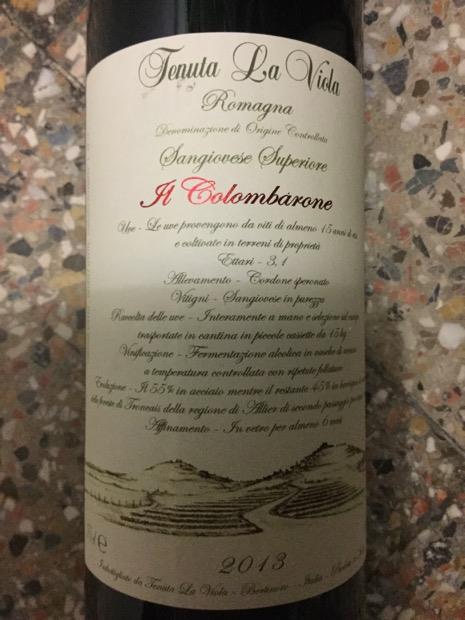 Tenuta La Viola
Romagna
Denominazione di Origine Controllata
Sangiovese Superiore
Il Colombarone
Uve - Le uve provengono da viti di almeno 15 anni di
e coltivate in terreni di proprietà
Ettari - 3,1
Allevamento - Cordone speronato
Vitigni - Sangiovese in purezza
Raccolta delle uve - Interamente a mano e selezione sul
trasportate in cantina in piccole cassette da 15 kg
Vinificazione - Fermentazione alcolica in vasche di
a temperatura controllata con ripetute follature
Evoluzione - Il 55% in acciaio mentre il restante 45% in
foreste di Troncais della regione di Allier di secondo passaggio per
Affinamento - In vetro per almeno 6 mesi
e
2013
Imbottigliato da Tenuta La Viola - Bertinoro - Italia